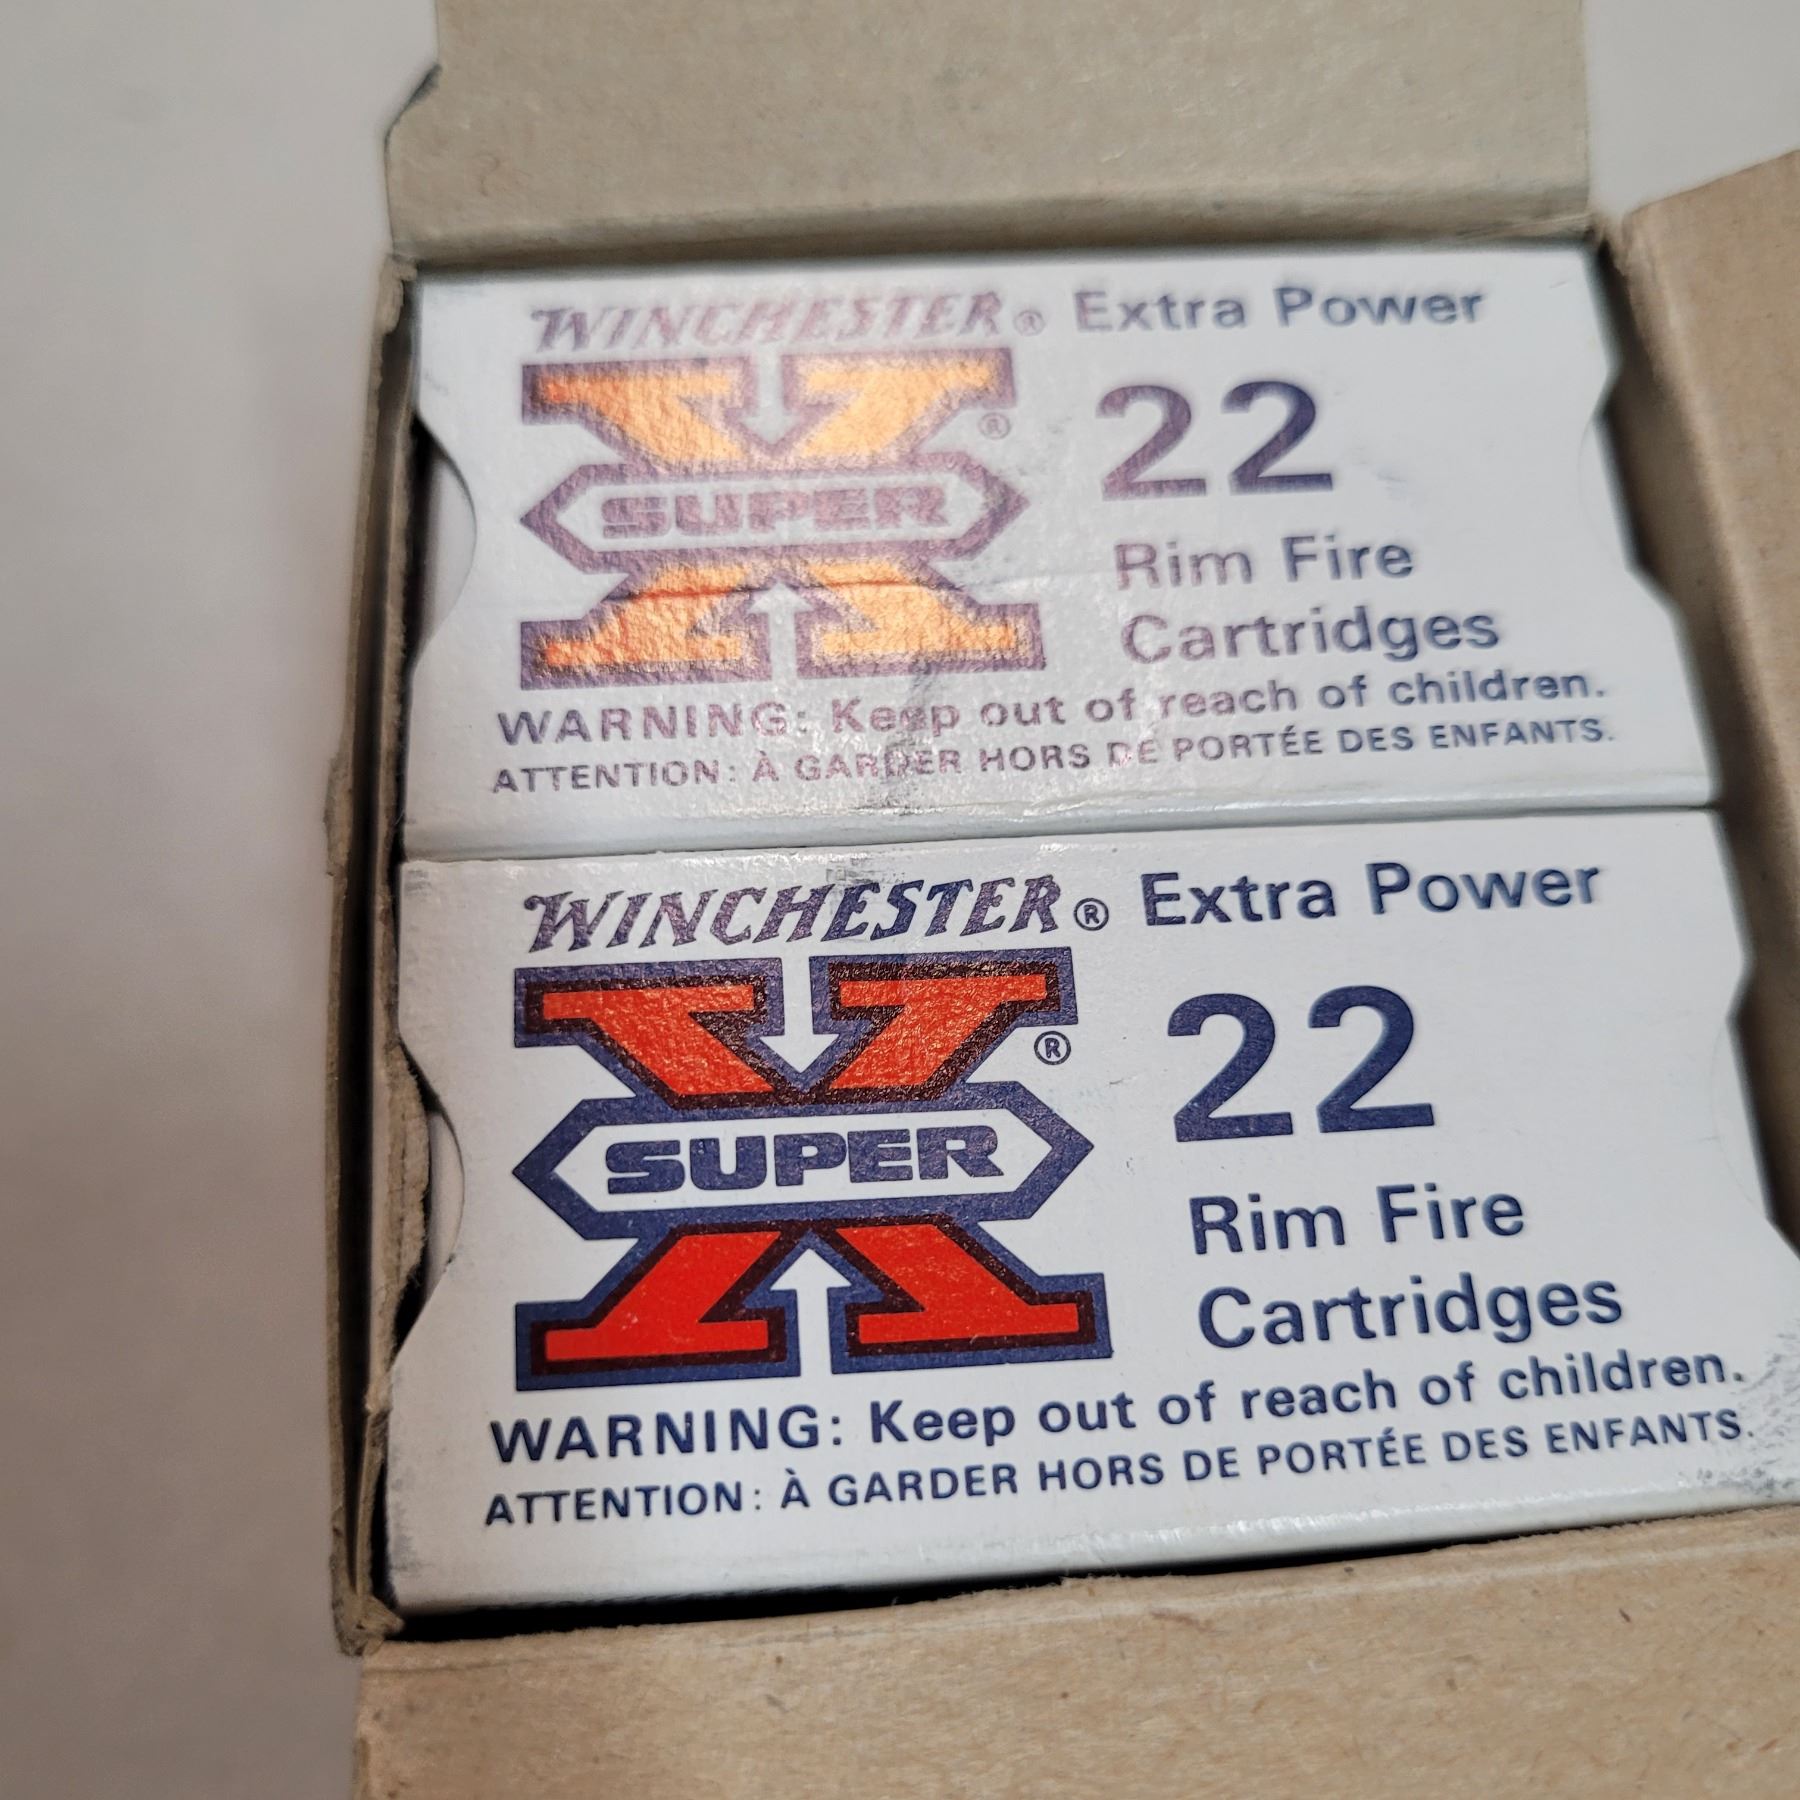 WINCHESTER® Extra Power
X®
22
SUPER
Rim Fire
Cartridges
WARNING: Keep out of reach of children.
ATTENTION: À GARDER HORS DE PORTÉE DES ENFANTS.
WINCHESTER® Extra Power
X®
22
SUPER
Rim Fire
Cartridges
WARNING: Keep out of reach of children.
ATTENTION: À GARDER HORS DE PORTÉE DES ENFANTS.